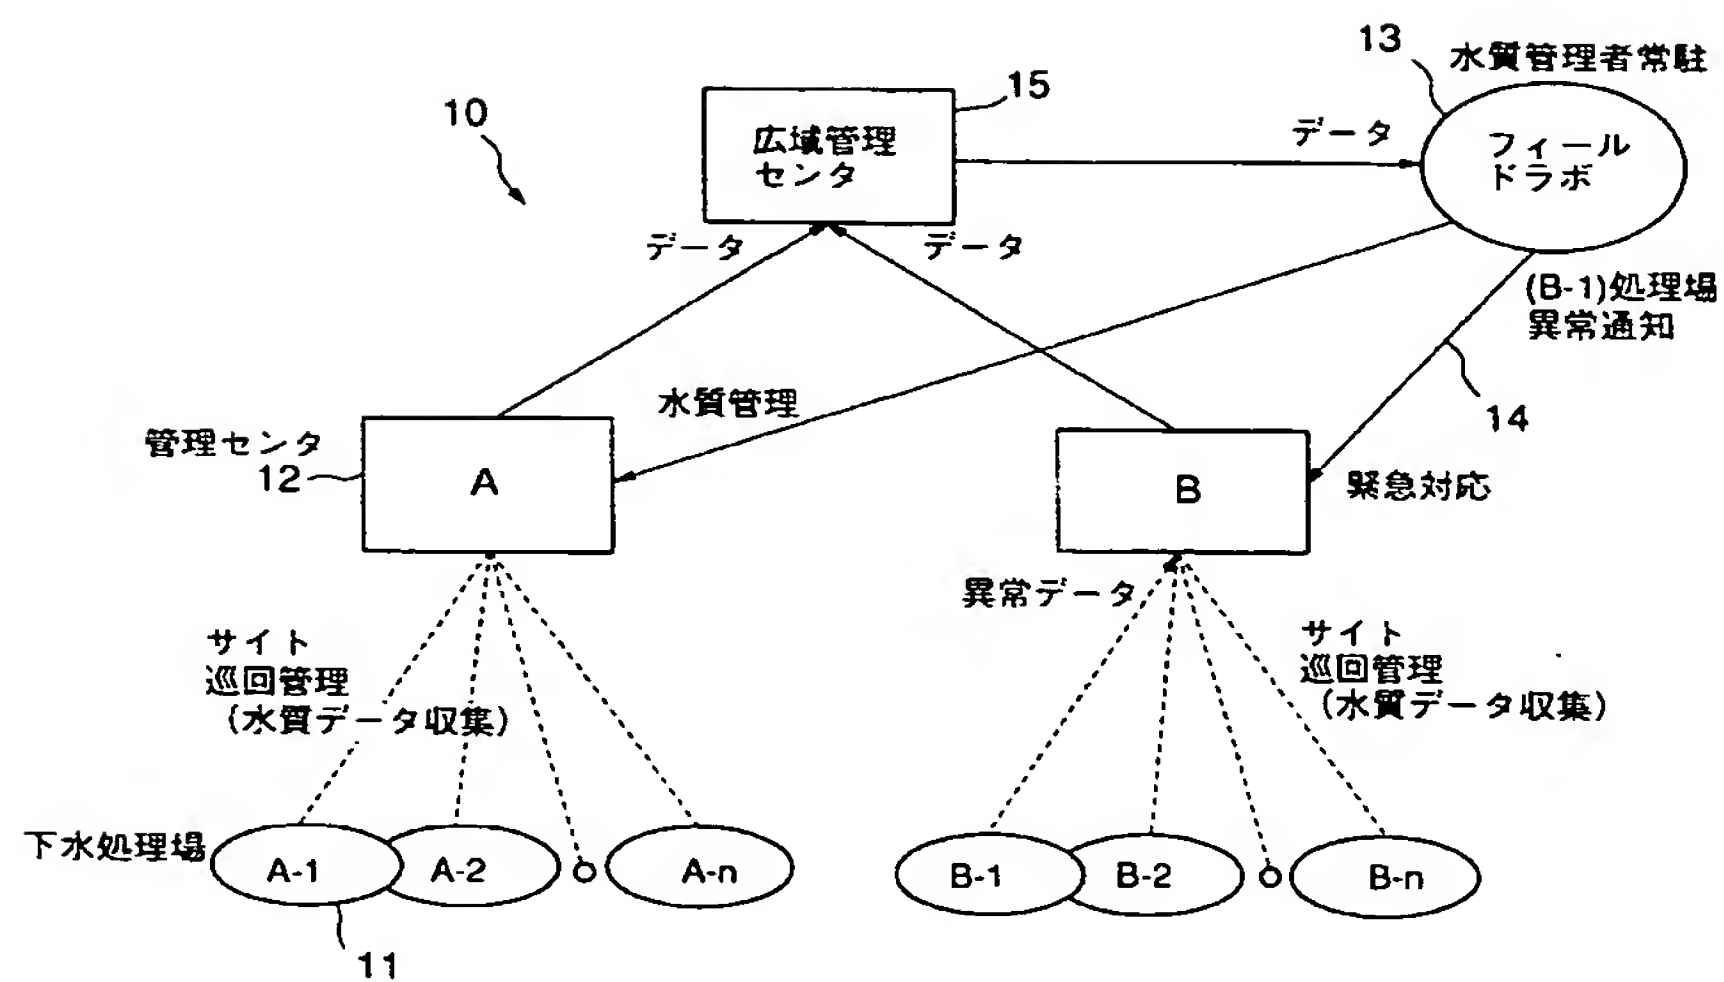 13
水質管理者常駐
10
15
広域管理
センタ
データ
フィール
ドラボ
データ
データ
(B-1)処理場
異常通知
14
水質管理
管理センタ
12
A
B
緊急対応
異常データ
サイト
巡回管理
(水質データ収集)
サイト
巡回管理
(水質データ収集)
下水処理場
A-1
A-2
A-n
B-1
B-2
B-n
11